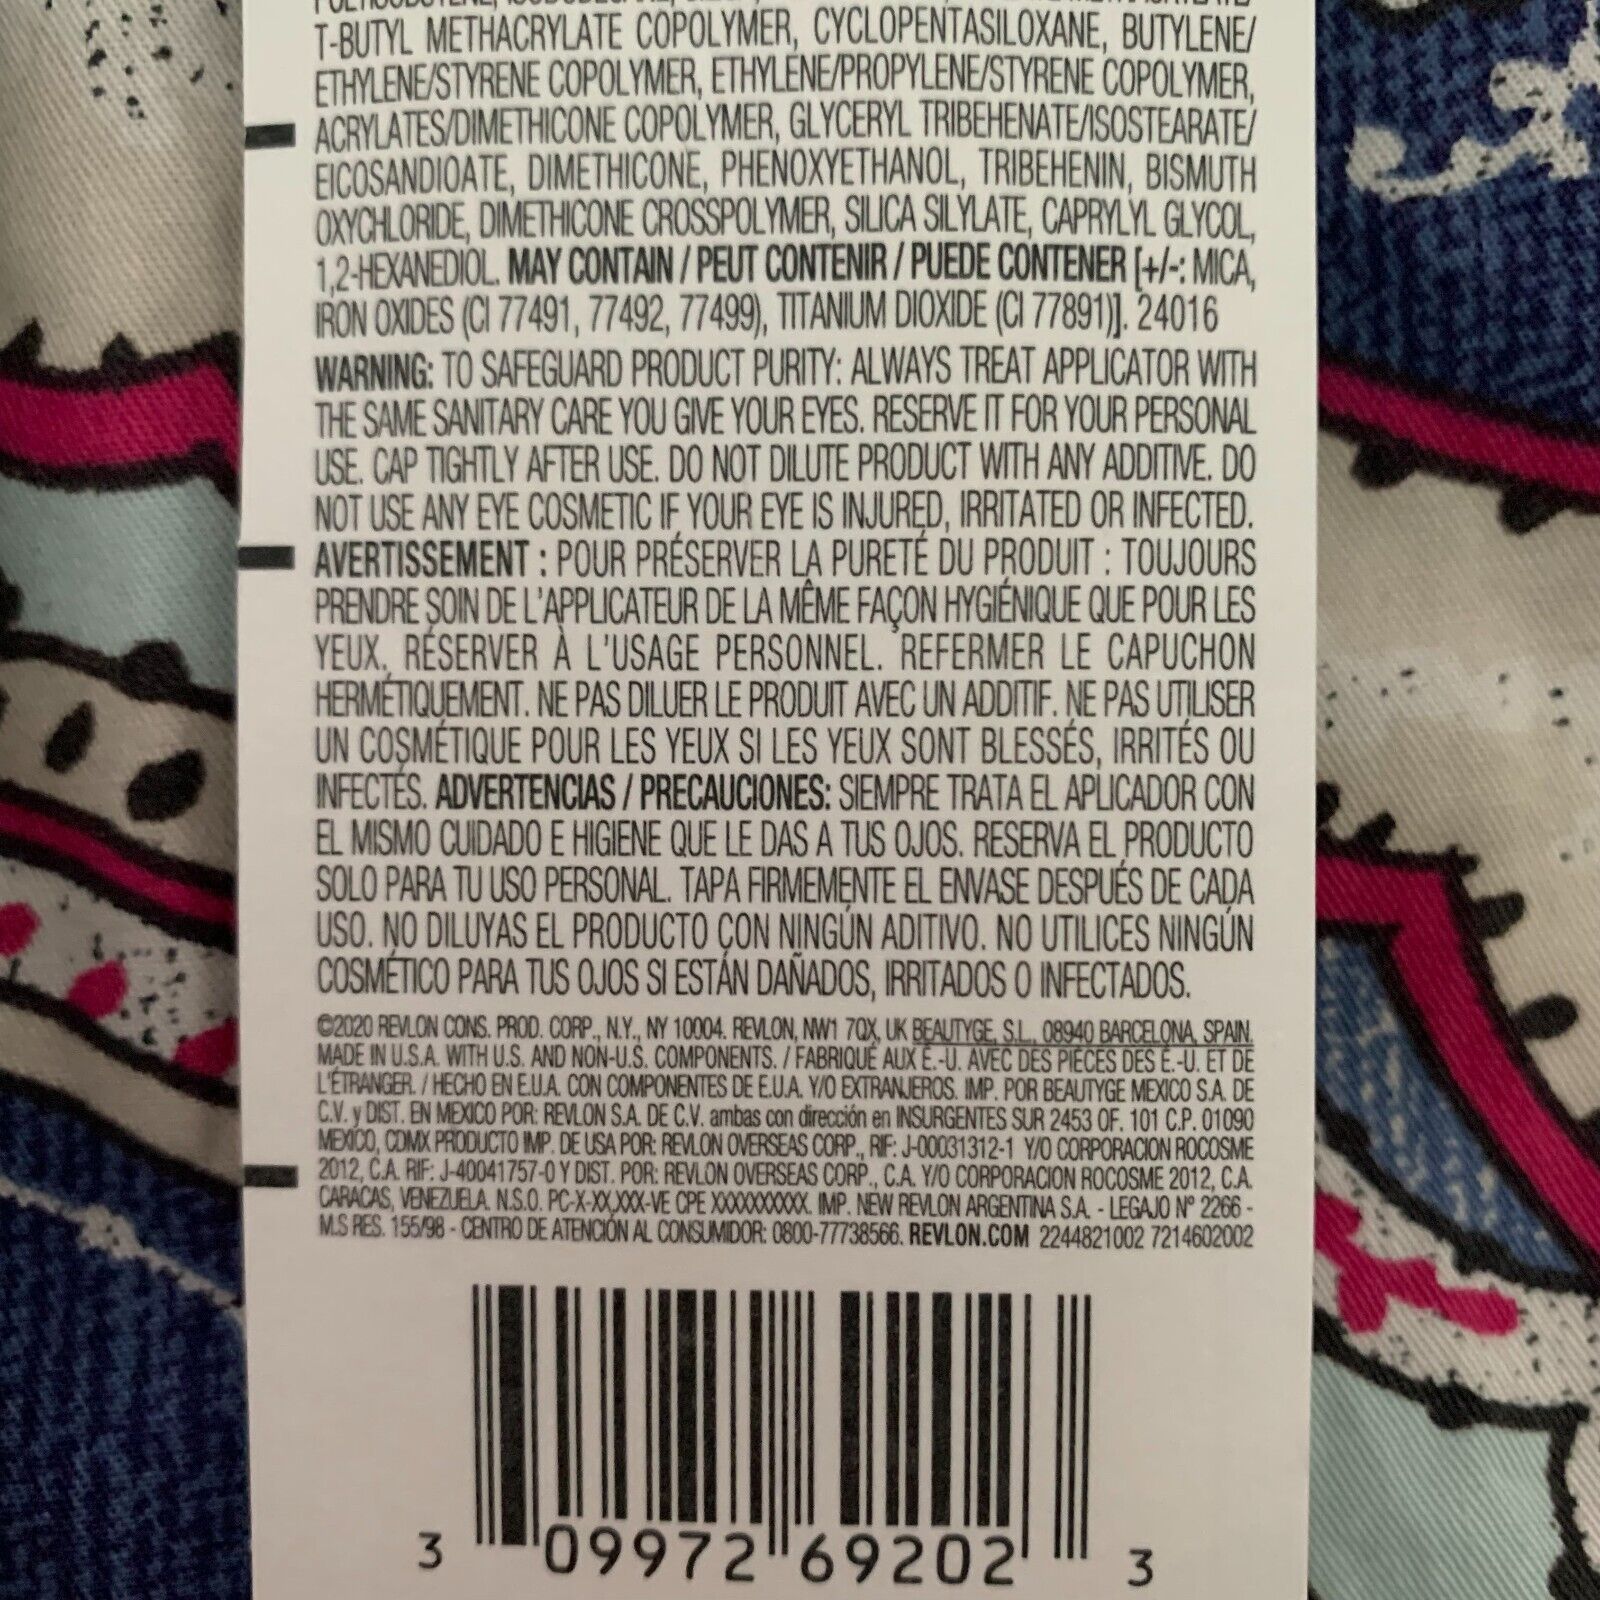 T-BUTYL METHACRYLATE COPOLYMER, CYCLOPENTASILOXANE, BUTYLENE/
ETHYLENE/STYRENE COPOLYMER, ETHYLENE/PROPYLENE/STYRENE COPOLYMER,
ACRYLATES/DIMETHICONE COPOLYMER, GLYCERYL TRIBEHENATE/ISOSTEARATE/
EICOSANDIOATE, DIMETHICONE, PHENOXYETHANOL, TRIBEHENIN, BISMUTH
OXYCHLORIDE, DIMETHICONE CROSSPOLYMER, SILICA SILYLATE, CAPRYLYL GLYCOL,
1,2-HEXANEDIOL. MAY CONTAIN / PEUT CONTENIR / PUEDE CONTENER [+/-: MICA,
IRON OXIDES (CI 77491, 77492, 77499), TITANIUM DIOXIDE (CI 77891)]. 24016
WARNING: TO SAFEGUARD PRODUCT PURITY: ALWAYS TREAT APPLICATOR WITH
THE SAME SANITARY CARE YOU GIVE YOUR EYES. RESERVE IT FOR YOUR PERSONAL
USE. CAP TIGHTLY AFTER USE. DO NOT DILUTE PRODUCT WITH ANY ADDITIVE. DO
NOT USE ANY EYE COSMETIC IF YOUR EYE IS INJURED, IRRITATED OR INFECTED.
AVERTISSEMENT : POUR PRÉSERVER LA PURETÉ DU PRODUIT : TOUJOURS
PRENDRE SOIN DE L'APPLICATEUR DE LA MÊME FAÇON HYGIÉNIQUE QUE POUR LES
YEUX. RÉSERVER À L'USAGE PERSONNEL. REFERMER LE CAPUCHON
HERMÉTIQUEMENT. NE PAS DILUER LE PRODUIT AVEC UN ADDITIF. NE PAS UTILISER
UN COSMÉTIQUE POUR LES YEUX SI LES YEUX SONT BLESSÉS, IRRITÉS OU
INFECTÉS. ADVERTENCIAS / PRECAUCIONES: SIEMPRE TRATA EL APLICADOR CON
EL MISMO CUIDADO E HIGIENE QUE LE DAS A TUS OJOS. RESERVA EL PRODUCTO
SOLO PARA TU USO PERSONAL. TAPA FIRMEMENTE EL ENVASE DESPUÉS DE CADA
USO. NO DILUYAS EL PRODUCTO CON NINGÚN ADITIVO. NO UTILICES NINGÚN
COSMÉTICO PARA TUS OJOS SI ESTÁN DAÑADOS, IRRITADOS O INFECTADOS.
©2020 REVLON CONS. PROD. CORP., N.Y., NY 10004. REVLON, NW1 7QX, UK BEAUTYGE, S.L., 08940 BARCELONA, SPAIN.
MADE IN U.S.A. WITH U.S. AND NON-U.S. COMPONENTS. / FABRIQUÉ AUX É.-U. AVEC DES PIÈCES DES É.-U. ET DE
L'ÉTRANGER. / HECHO EN E.U.A. CON COMPONENTES DE E.U.A. Y/O EXTRANJEROS. IMP. POR BEAUTYGE MEXICO S.A. DE
C.V. y DIST. EN MEXICO POR: REVLON S.A. DE C.V. ambas con dirección en INSURGENTES SUR 2453 OF. 101 C.P. 01090
MEXICO, CDMX PRODUCTO IMP. DE USA POR: REVLON OVERSEAS CORP., RIF: J-00031312-1 Y/O CORPORACION ROCOSME
2012, C.A. RIF: J-40041757-0 Y DIST. POR: REVLON OVERSEAS CORP., C.A. Y/O CORPORACION ROCOSME 2012, C.A.
CARACAS, VENEZUELA. N.S.O. PC-X-XX,XXX-VE CPE XXXXXXXXXX. IMP. NEW REVLON ARGENTINA S.A. - LEGAJO Nº 2266 -
M.S RES. 155/98 - CENTRO DE ATENCIÓN AL CONSUMIDOR: 0800-77738566. REVLON.COM 2244821002 7214602002
3 09972 69202 3